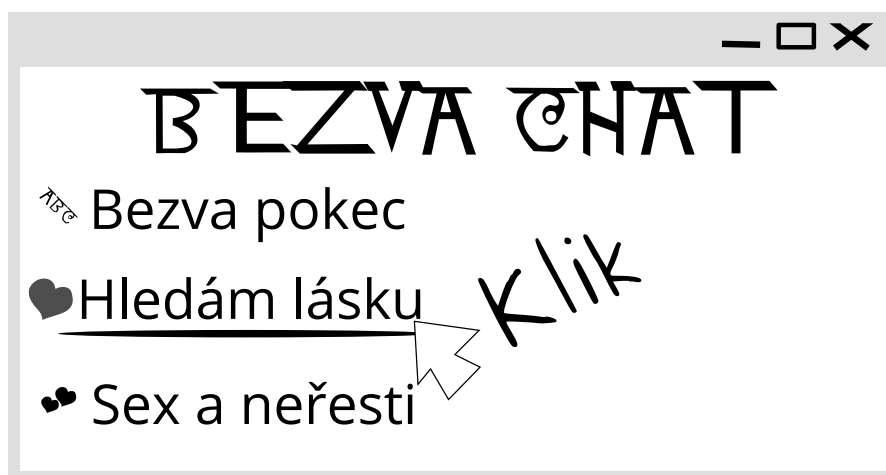 BEZVA CHAT
ABC Bezva pokec
Hledám lásku
Klik
Sex a neřesti